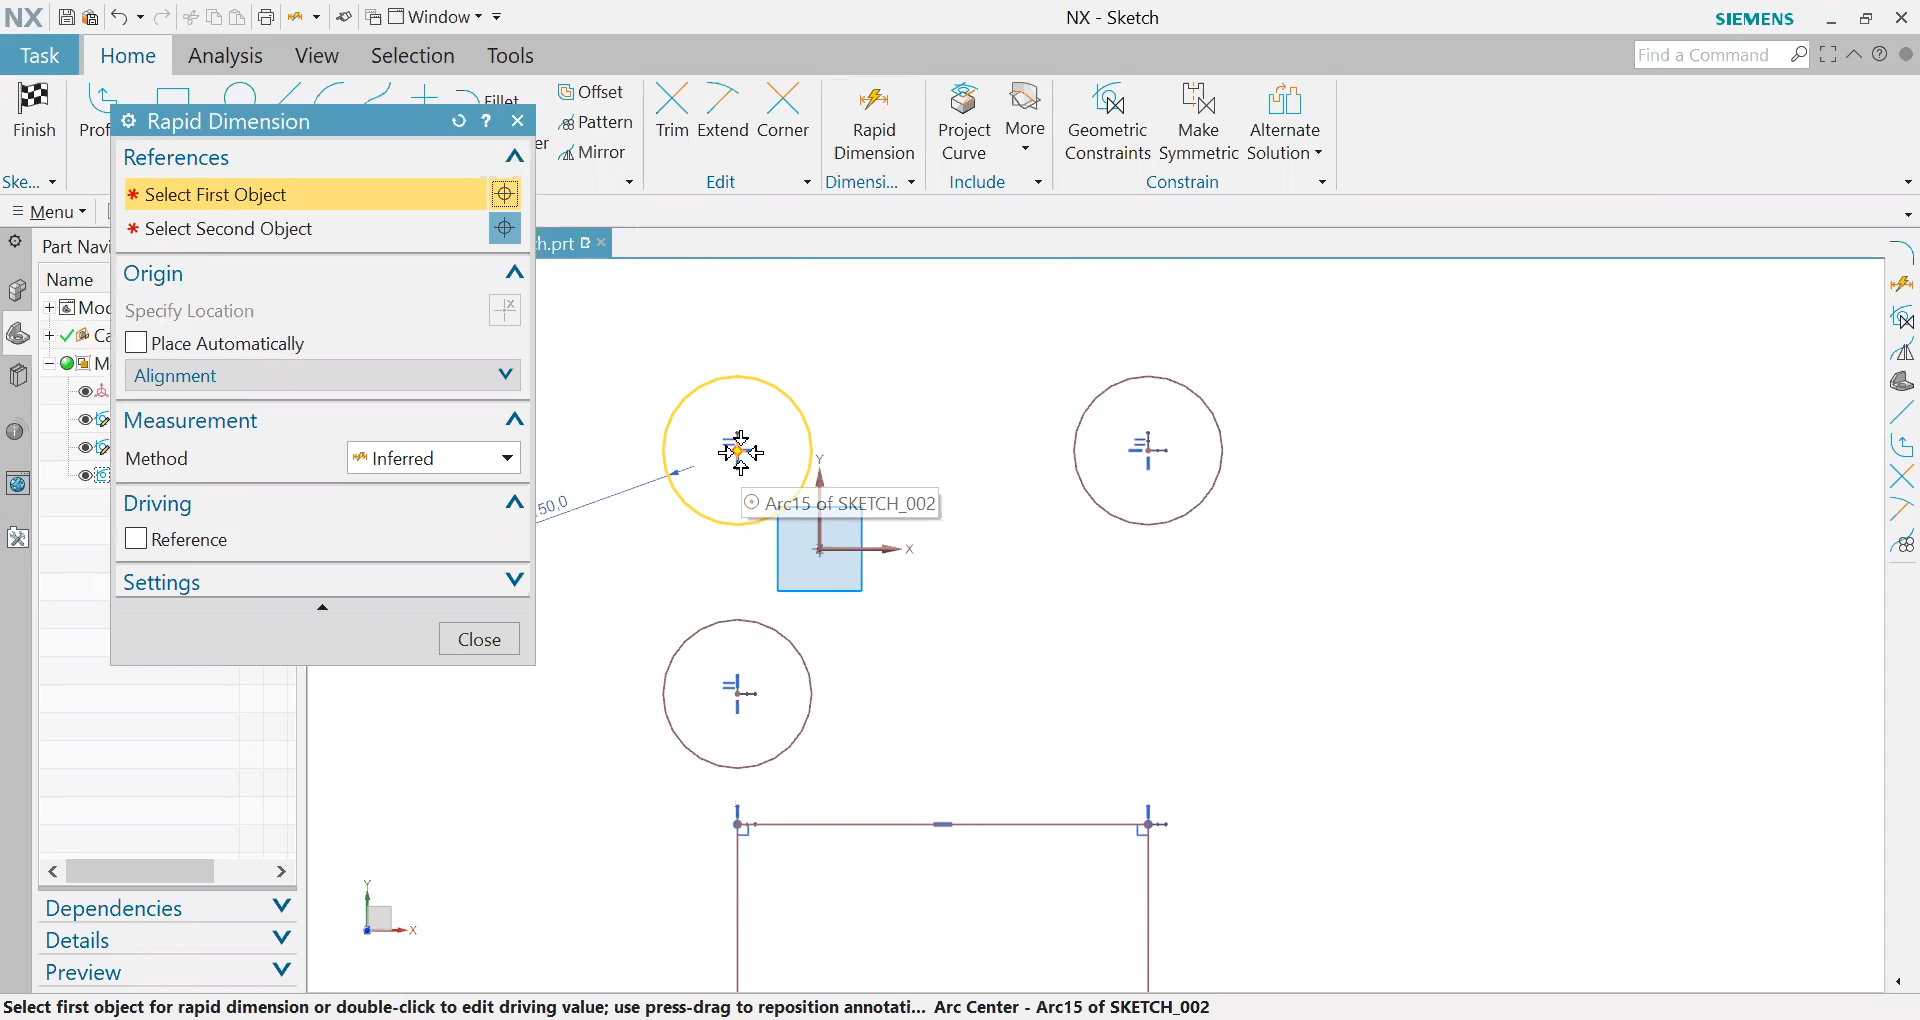 NX
Window
NX - Sketch
SIEMENS
Task
Home
Analysis
View
Selection
Tools
Find a Command
Finish
Prof
Fillet
er
Offset
Pattern
Mirror
Trim
Extend
Corner
Rapid
Dimension
Project
Curve
More
Geometric
Constraints
Make
Symmetric
Alternate
Solution
Ske...
Edit
Dimensi...
Include
Constrain
Menu
Rapid Dimension
References
* Select First Object
* Select Second Object
Origin
Specify Location
Place Automatically
Alignment
Measurement
Method
Inferred
Driving
Reference
Settings
Close
Part Navi
Name
Moc
Ca
M
ch.prt
50,0
Arc15 of SKETCH_002
Y
X
Y
X
Dependencies
Details
Preview
Select first object for rapid dimension or double-click to edit driving value; use press-drag to reposition annotati... Arc Center - Arc15 of SKETCH_002